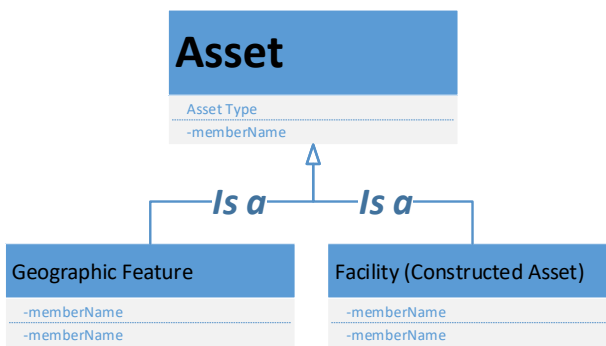 Asset
Asset Type
-memberName
Is a
Is a
Geographic Feature
-memberName
-memberName
Facility (Constructed Asset)
-memberName
-memberName